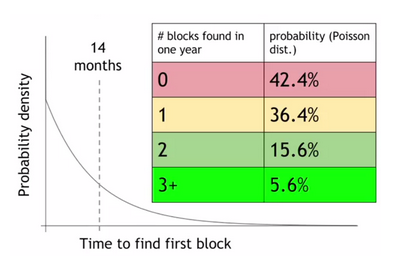 14
months
# blocks found in
one year
probability (Poisson
dist.)
0
42.4%
1
36.4%
2
15.6%
3+
5.6%
Probability density
Time to find first block